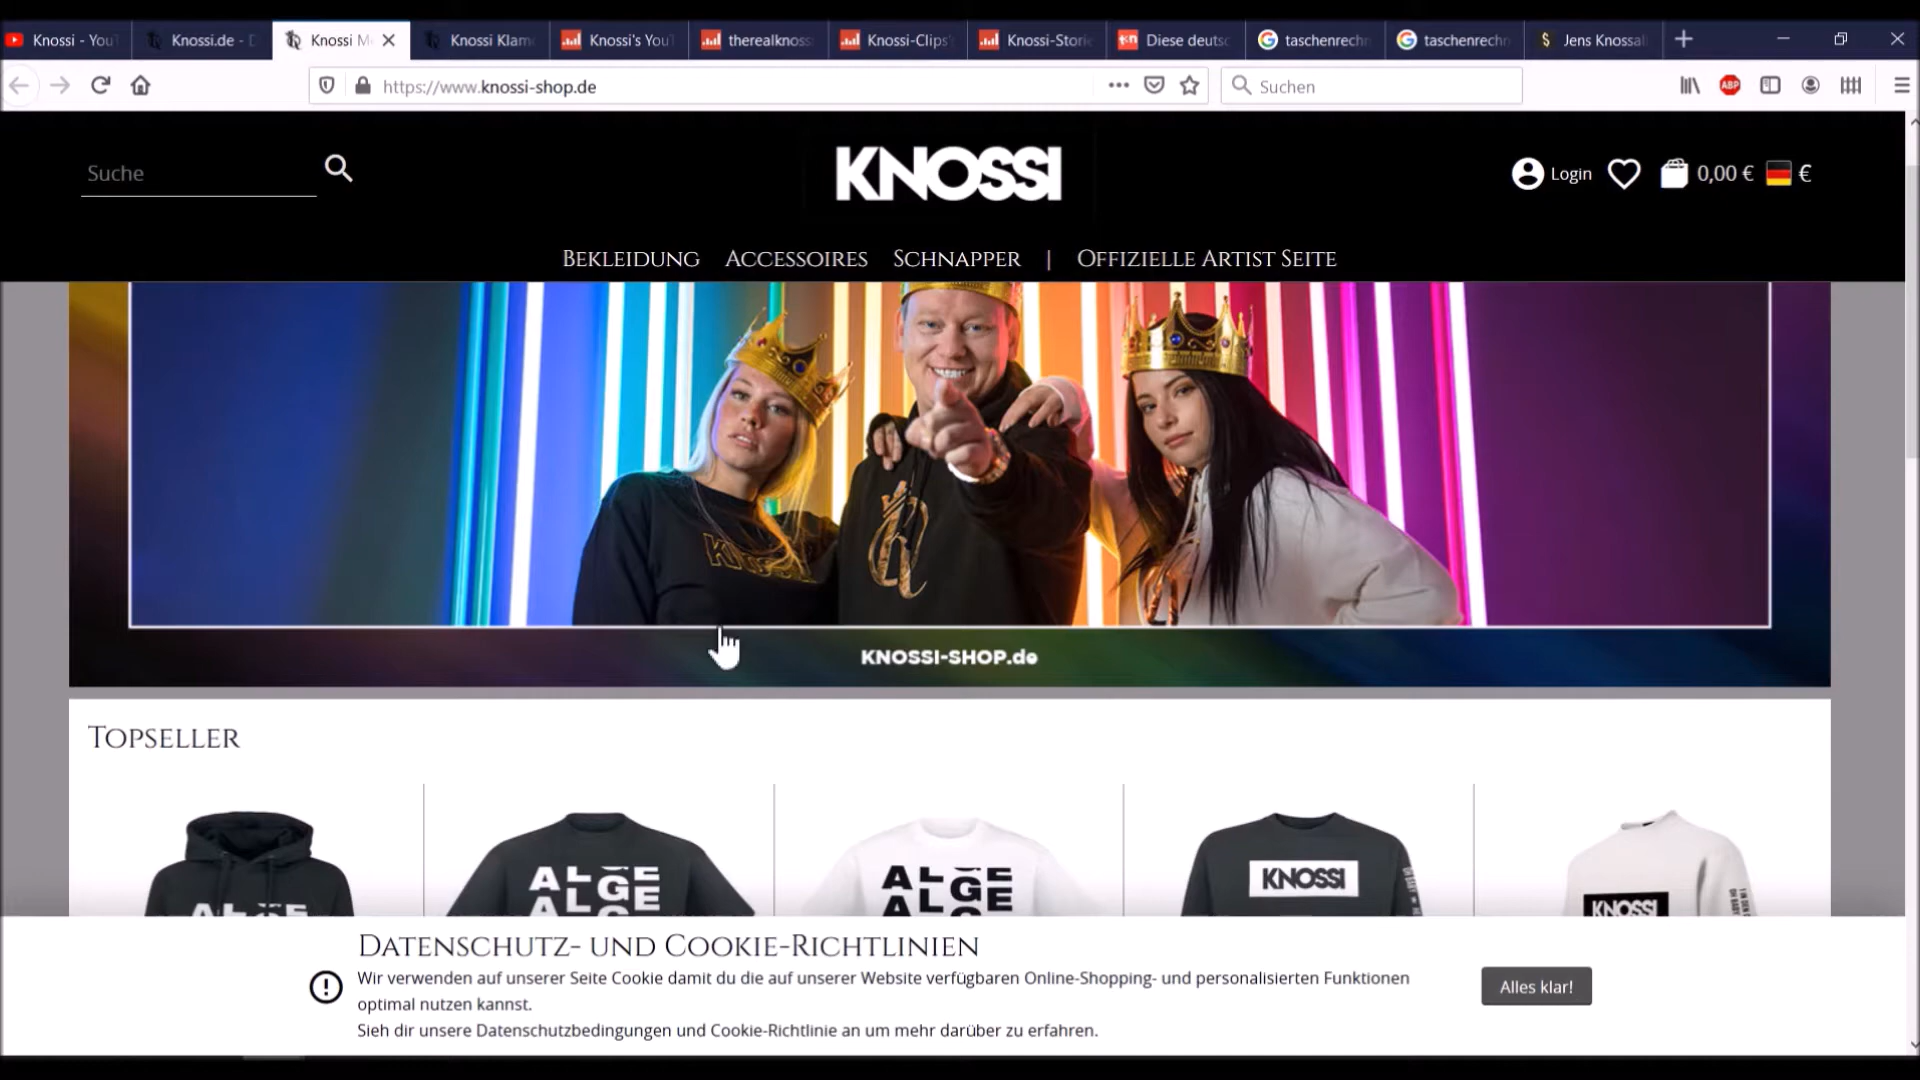 Knossi - You
Knossi.de - D
Knossi M
Knossi Klam
Knossi's You
therealknoss
Knossi-Clips'
Knossi-Storie
Diese deuts
taschenrech
taschenrech
Jens Knossal
https://www.knossi-shop.de
Suchen
ABP
Suche
KNOSSI
Login
0,00 €
€
BEKLEIDUNG ACCESSOIRES SCHNAPPER | OFFIZIELLE ARTIST SEITE
KNOSSI-SHOP.de
TOPSELLER
ALGE
ALGE
ALGE
KNOSSI
KNOSSI
DATENSCHUTZ- UND COOKIE-RICHTLINIEN
Wir verwenden auf unserer Seite Cookie damit du die auf unserer Website verfügbaren Online-Shopping- und personalisierten Funktionen
optimal nutzen kannst.
Sieh dir unsere Datenschutzbedingungen und Cookie-Richtlinie an um mehr darüber zu erfahren.
Alles klar!